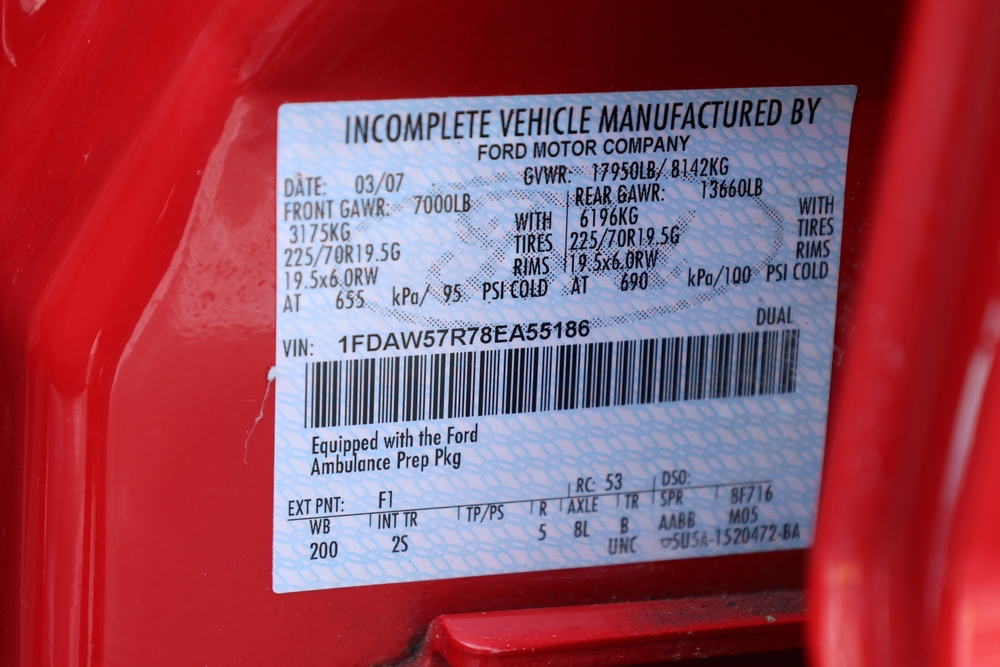 INCOMPLETE VEHICLE MANUFACTURED BY
FORD MOTOR COMPANY
DATE: 03/07 GVWR: 17950LB/ 8142KG
FRONT GAWR: 7000LB REAR GAWR: 13660LB
3175KG WITH 6196KG WITH
225/70R19.5G TIRES 225/70R19.5G TIRES
19.5x6.0RW RIMS 19.5x6.0RW RIMS
AT 655 kPa/ 95 PSI COLD AT 690 kPa/100 PSI COLD
VIN: 1FDAW57R78EA55186 DUAL
Equipped with the Ford
Ambulance Prep Pkg
EXT PNT: F1 RC: 53 DSO:
WB INT TR TP/PS R AXLE TR SPR 8F716
200 2S 5 8L B AABB M05
UNC ▽5U5A-1520472-BA